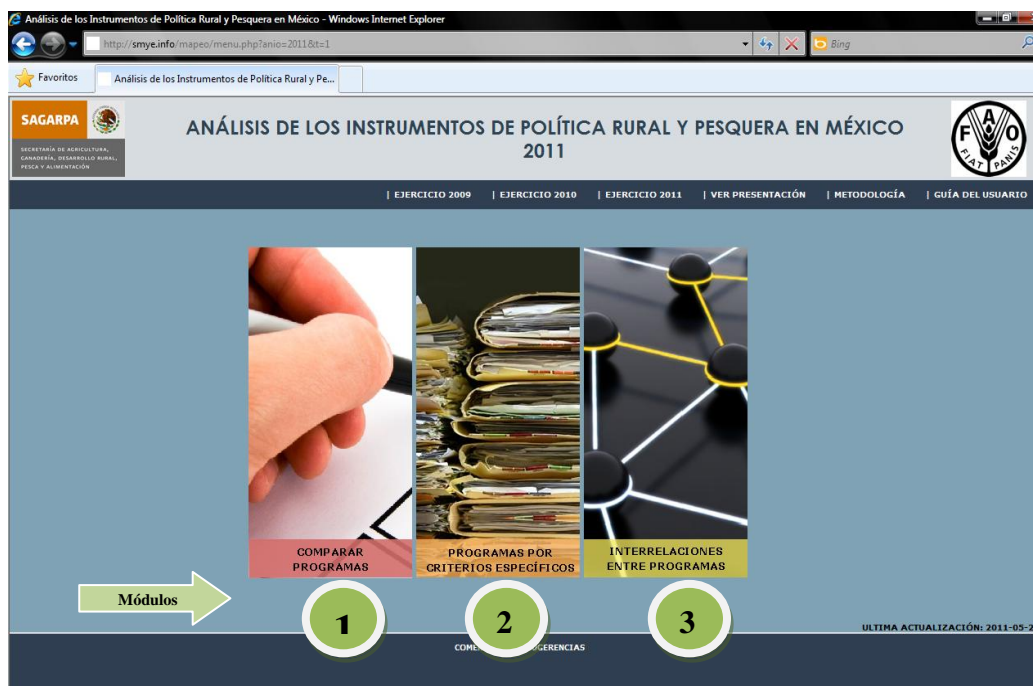 Análisis de los Instrumentos de Política Rural y Pesquera en México - Windows Internet Explorer
http://smye.info/mapeo/menu.php?anio=2011&t=1
Bing
Favoritos
Análisis de los Instrumentos de Política Rural y Pe...
SAGARPA
SECRETARÍA DE AGRICULTURA,
GANADERÍA, DESARROLLO RURAL,
PESCA Y ALIMENTACIÓN
ANÁLISIS DE LOS INSTRUMENTOS DE POLÍTICA RURAL Y PESQUERA EN MÉXICO
2011
FAO
FIAT PANIS
| EJERCICIO 2009 | EJERCICIO 2010 | EJERCICIO 2011 | VER PRESENTACIÓN | METODOLOGÍA | GUÍA DEL USUARIO
COMPARAR
PROGRAMAS
PROGRAMAS POR
CRITERIOS ESPECÍFICOS
INTERRELACIONES
ENTRE PROGRAMAS
Módulos
1
2
3
ULTIMA ACTUALIZACIÓN: 2011-05-2